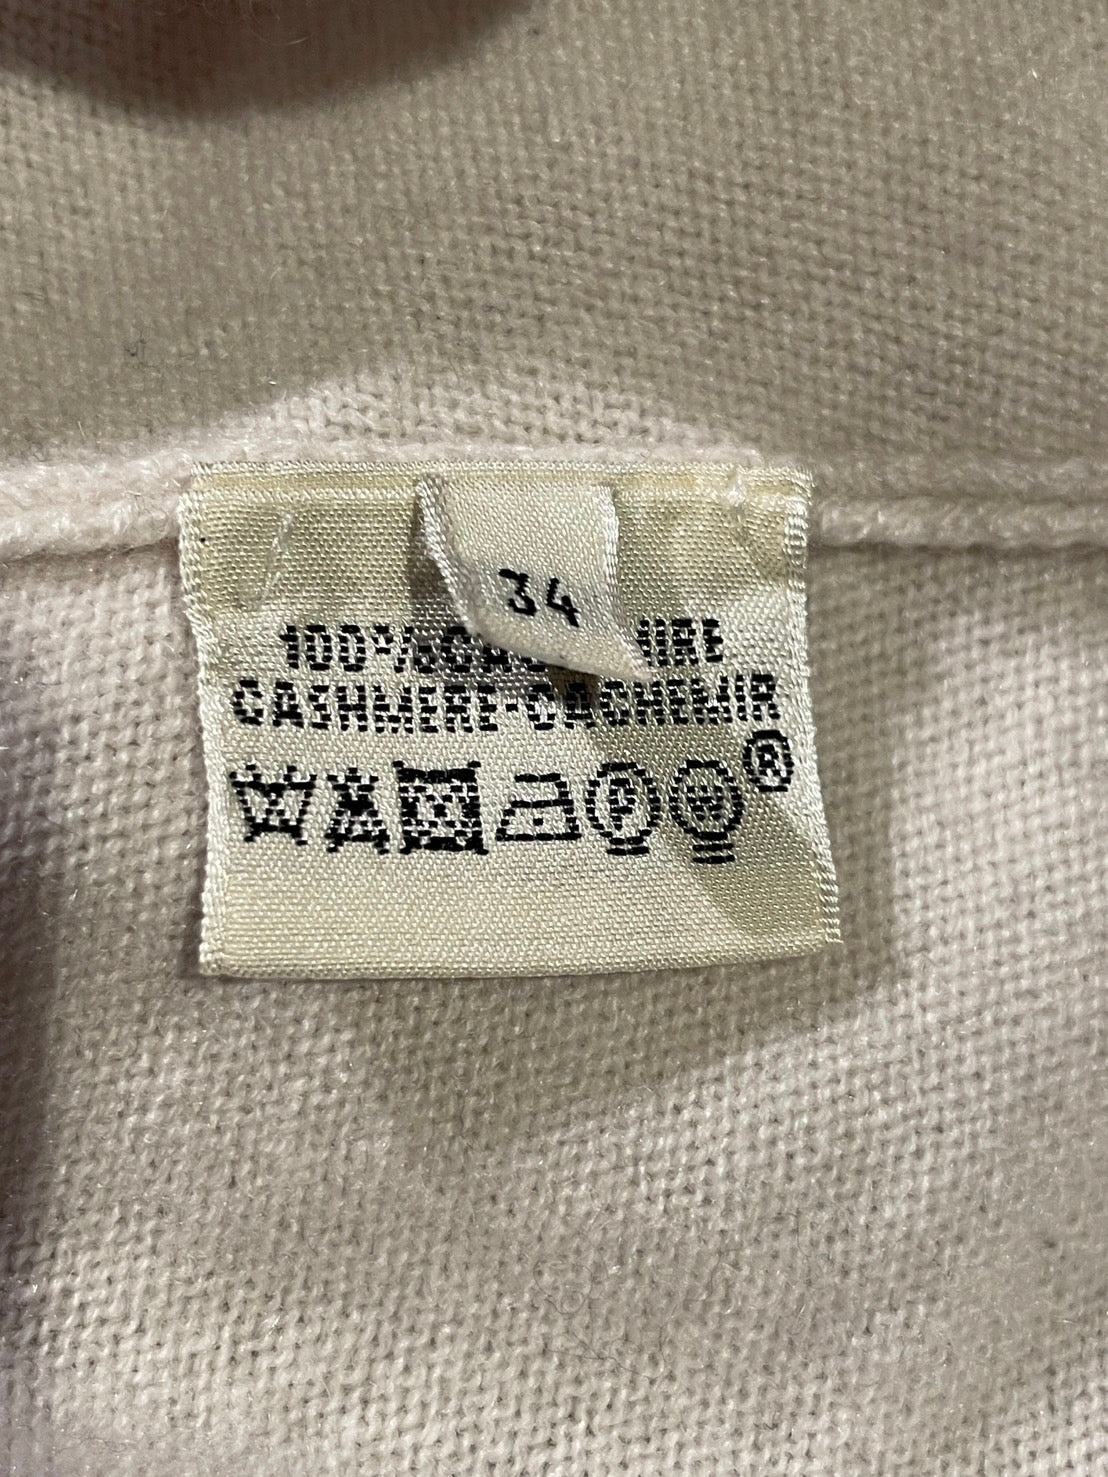 34
100%
CASHMERE-CACHEMIR
P
W
®